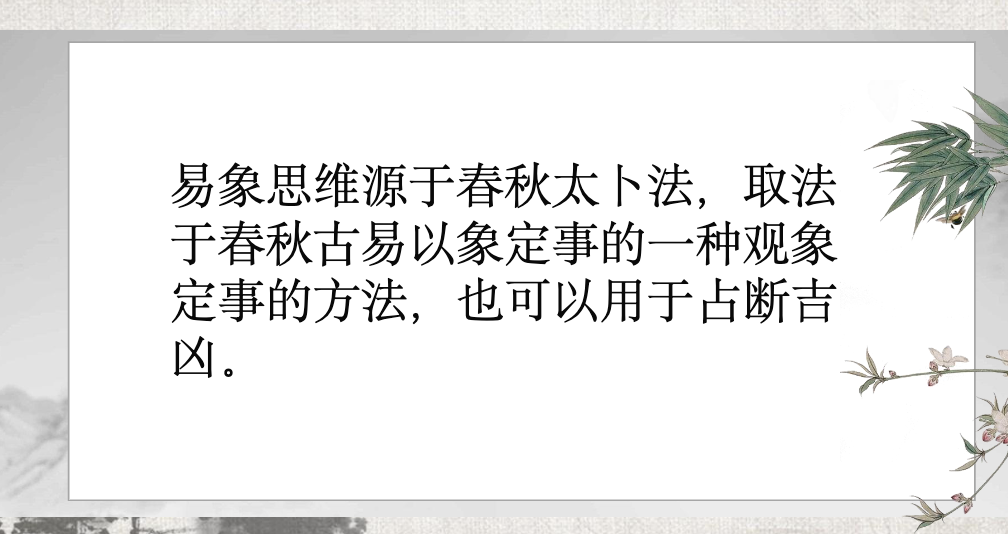 易象思维源于春秋太卜法，取法
于春秋古易以象定事的一种观象
定事的方法，也可以用于占断吉
凶。